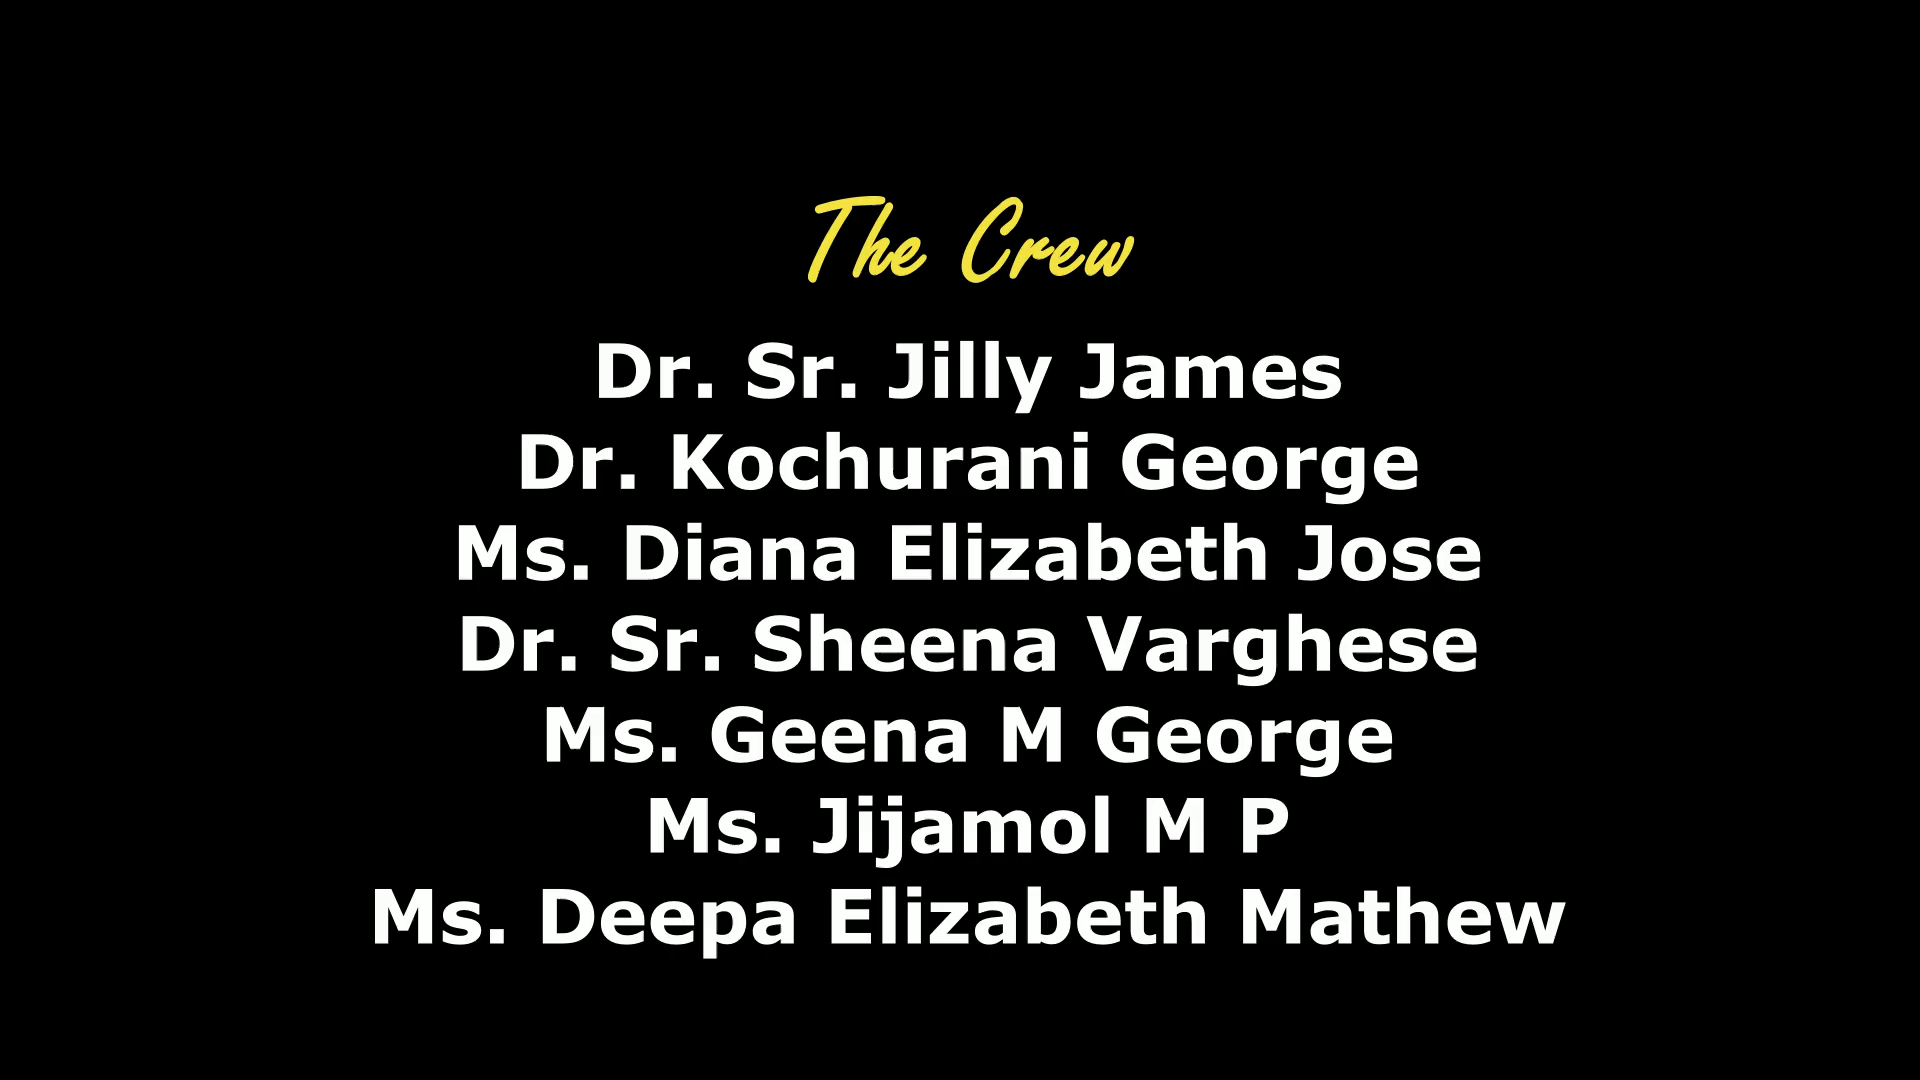 The Crew
Dr. Sr. Jilly James
Dr. Kochurani George
Ms. Diana Elizabeth Jose
Dr. Sr. Sheena Varghese
Ms. Geena M George
Ms. Jijamol M P
Ms. Deepa Elizabeth Mathew